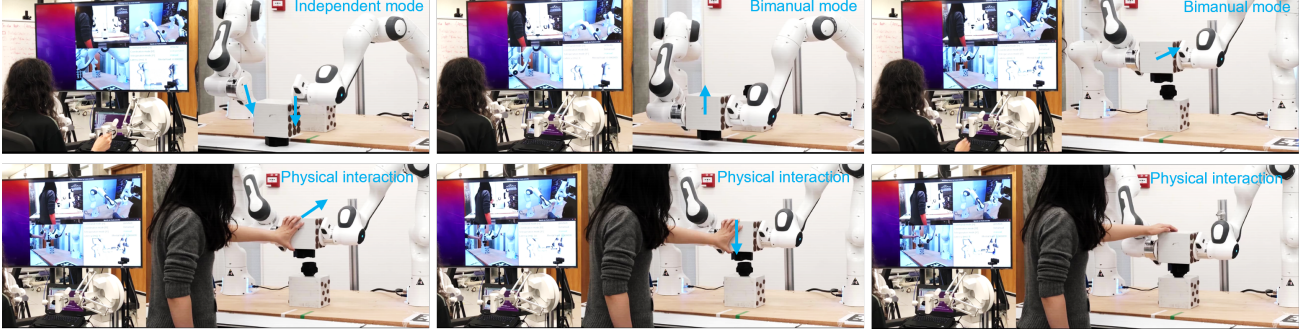 Independent mode
Bimanual mode
Bimanual mode
Physical interaction
Physical interaction
Physical interaction